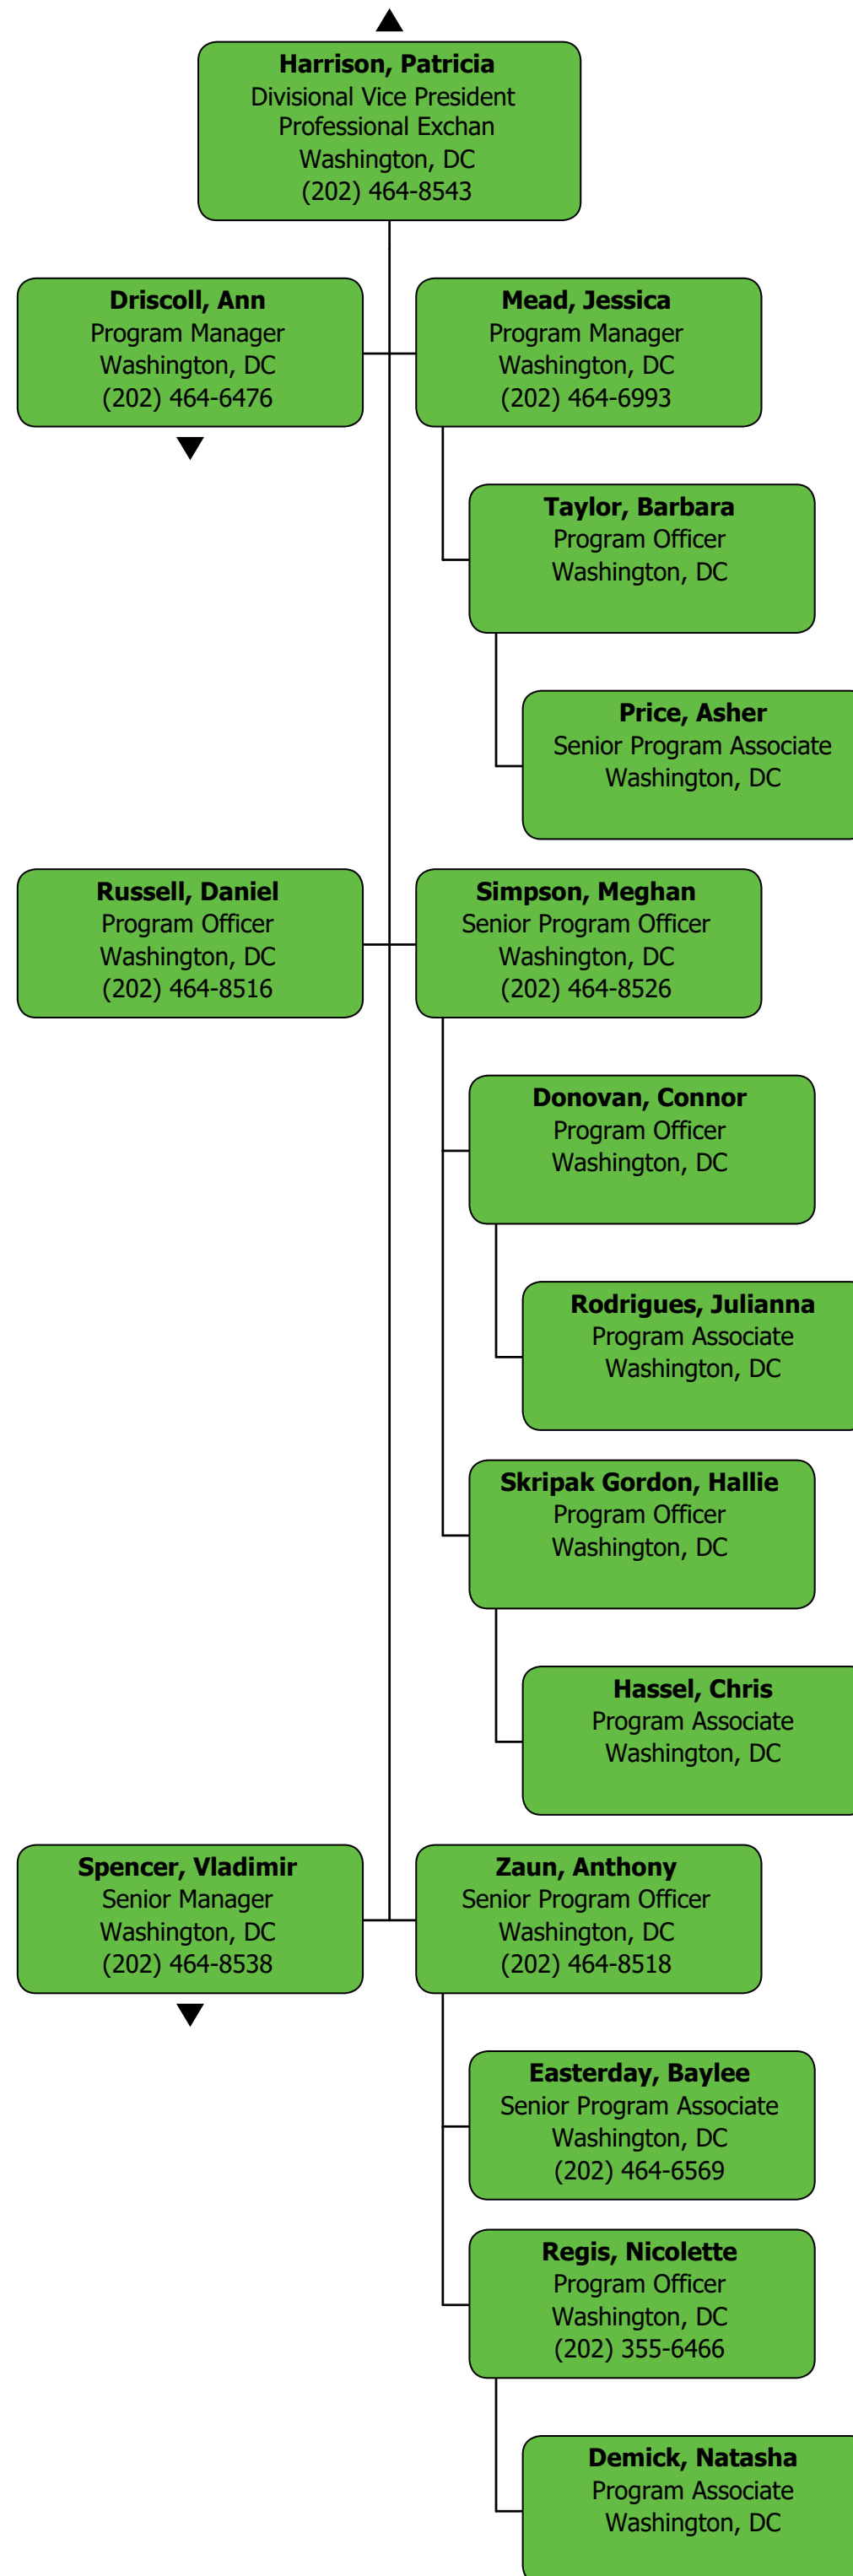 Harrison, Patricia
Divisional Vice President
Professional Exchan
Washington, DC
(202) 464-8543
Driscoll, Ann
Program Manager
Washington, DC
(202) 464-6476
Mead, Jessica
Program Manager
Washington, DC
(202) 464-6993
Taylor, Barbara
Program Officer
Washington, DC
Price, Asher
Senior Program Associate
Washington, DC
Russell, Daniel
Program Officer
Washington, DC
(202) 464-8516
Simpson, Meghan
Senior Program Officer
Washington, DC
(202) 464-8526
Donovan, Connor
Program Officer
Washington, DC
Rodrigues, Julianna
Program Associate
Washington, DC
Skripak Gordon, Hallie
Program Officer
Washington, DC
Hassel, Chris
Program Associate
Washington, DC
Spencer, Vladimir
Senior Manager
Washington, DC
(202) 464-8538
Zaun, Anthony
Senior Program Officer
Washington, DC
(202) 464-8518
Easterday, Baylee
Senior Program Associate
Washington, DC
(202) 464-6569
Regis, Nicolette
Program Officer
Washington, DC
(202) 355-6466
Demick, Natasha
Program Associate
Washington, DC